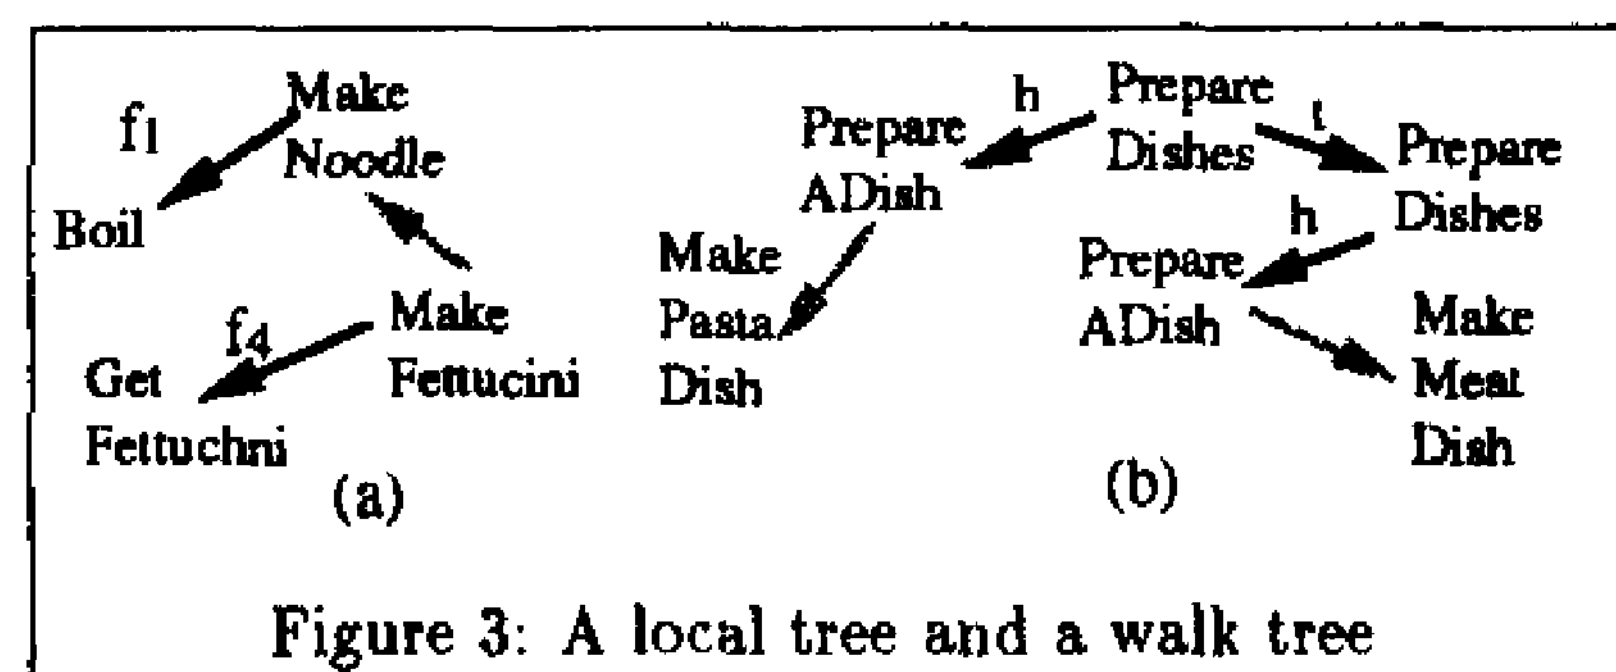 f1
Make
Noodle
Boil
f4
Make
Fettucini
Get
Fettuchni
(a)
h
Prepare
Dishes
t
Prepare
ADish
Prepare
Dishes
Make
Pasta
Dish
h
Prepare
ADish
Make
Meat
Dish
(b)
Figure 3: A local tree and a walk tree